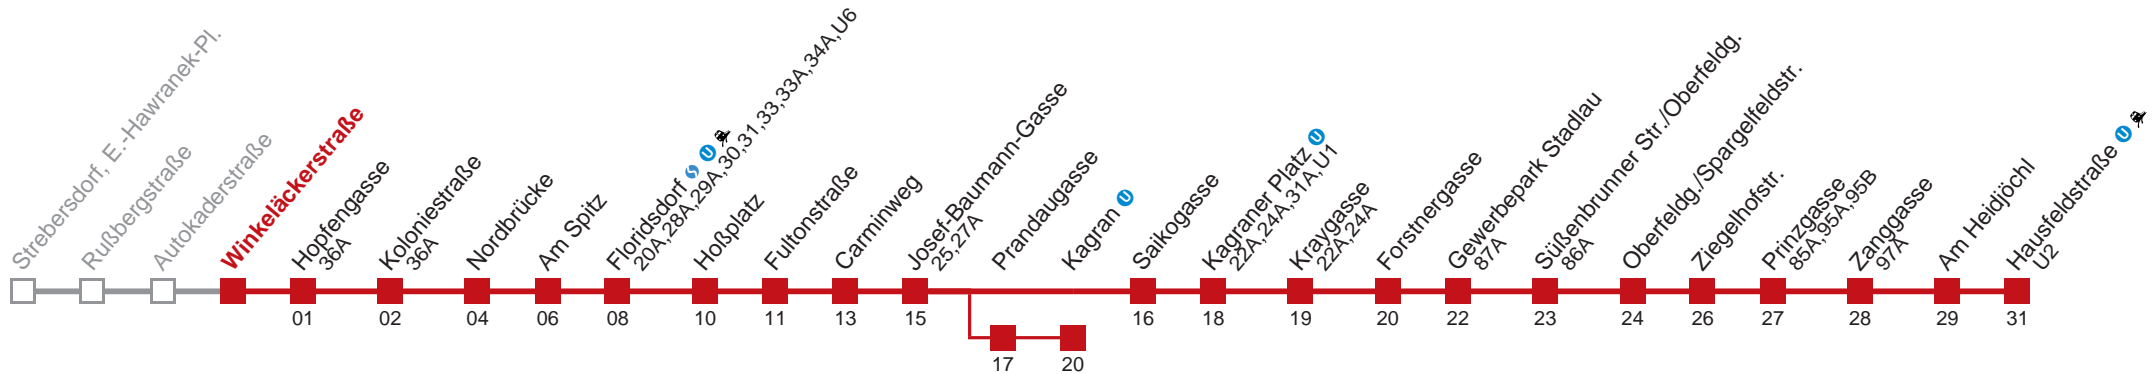 Strebersdorf, E.-Hawranek-Pl.
Rußbergstraße
Autokaderstraße
Winkeläckerstraße
Hopfengasse
36A
Koloniestraße
36A
Nordbrücke
Am Spitz
Floridsdorf S U
20A,28A,29A,30,31,33,33A,34A,U6
Hoßplatz
Fultonstraße
Carminweg
Josef-Baumann-Gasse
25,27A
Prandaugasse
Kagran U
Saikogasse
Kagraner Platz U
22A,24A,31A,U1
Kraygasse
22A,24A
Forstnergasse
Gewerbepark Stadlau
87A
Süßenbrunner Str./Oberfeldg.
86A
Oberfeldg./Spargelfeldstr.
Ziegelhofstr.
Prinzgasse
85A,95A,95B
Zanggasse
97A
Am Heidjöchl
Hausfeldstraße U
U2
01 02 04 06 08 10 11 13 15 16 18 19 20 22 23 24 26 27 28 29 31
17 20